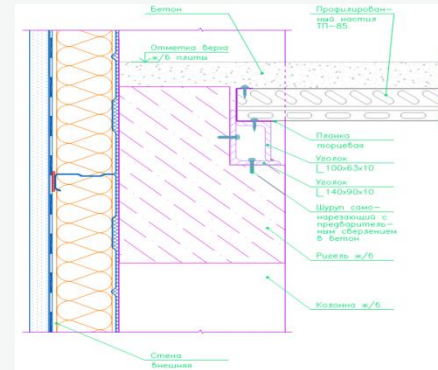 Бетон
Профилирован-
ный настил
ТП-85
Отметка верха
ж/б плиты
Планка
торцевая
Уголок
∟100х63х10
Уголок
∟140х90х10
Шуруп само-
нарезающий с
предваритель-
ным сверлением
в бетон
Ригель ж/б
Колонна ж/б
Стена
внешняя